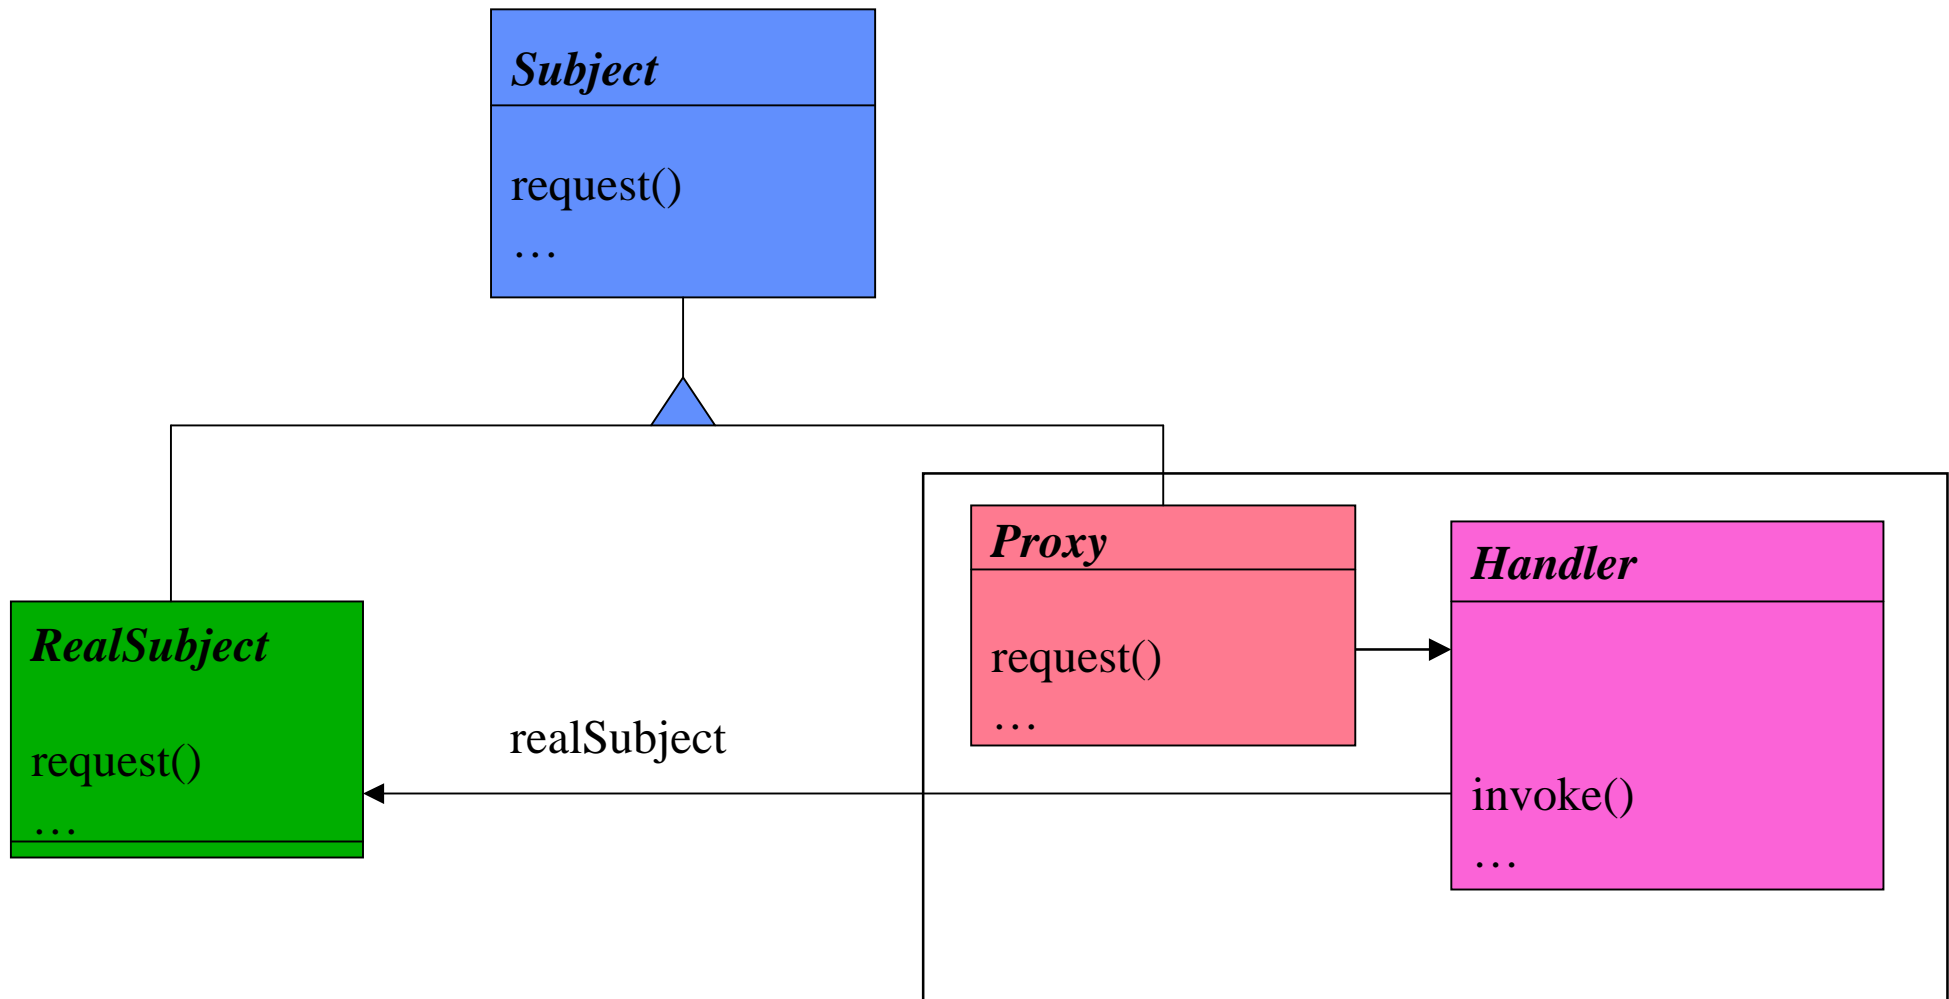 Subject
request()
…
Proxy
request()
…
Handler
invoke()
…
RealSubject
request()
…
realSubject